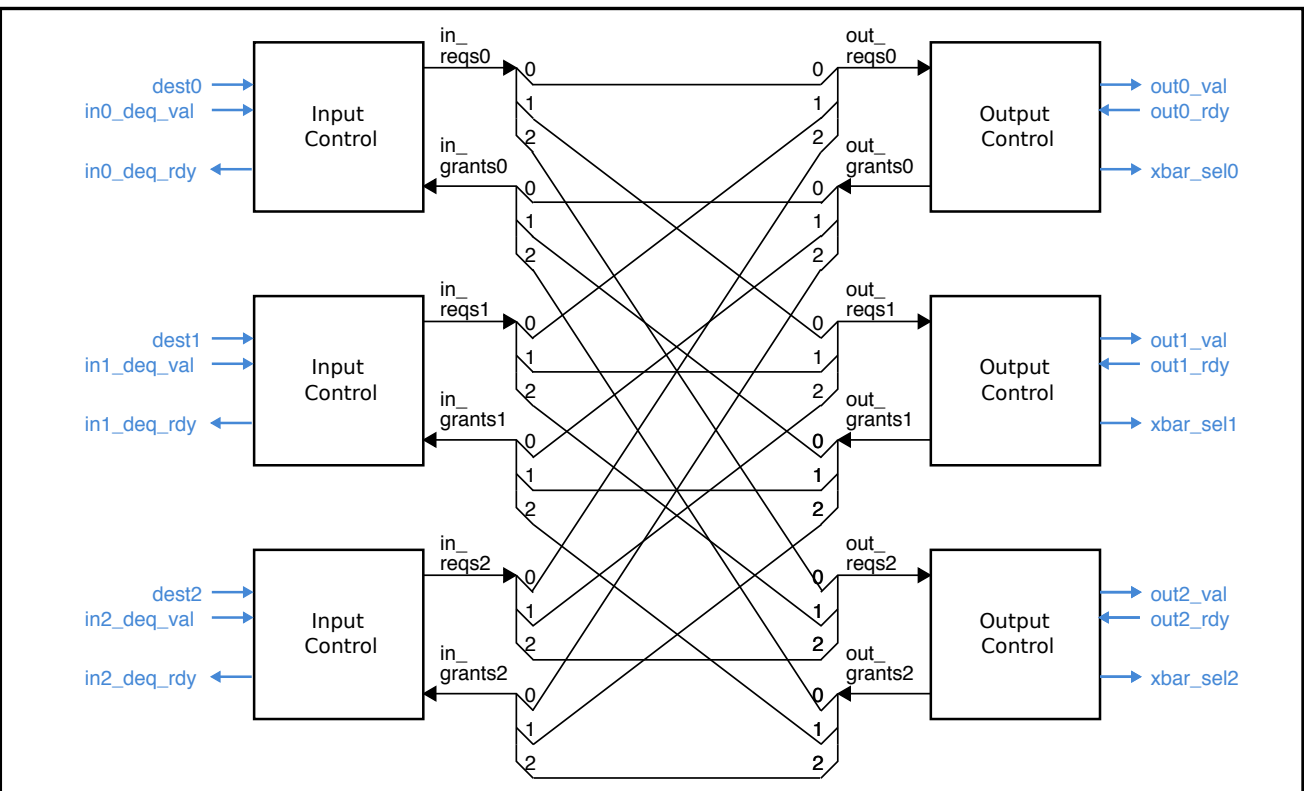 in_
reqs0
0
1
2
in_
grants0
0
1
2
dest0
in0_deq_val
in0_deq_rdy
Input
Control
out_
reqs0
0
1
2
out_
grants0
0
1
2
Output
Control
out0_val
out0_rdy
xbar_sel0
in_
reqs1
0
1
2
in_
grants1
0
1
2
dest1
in1_deq_val
in1_deq_rdy
Input
Control
out_
reqs1
0
1
2
out_
grants1
0
1
2
Output
Control
out1_val
out1_rdy
xbar_sel1
in_
reqs2
0
1
2
in_
grants2
0
1
2
dest2
in2_deq_val
in2_deq_rdy
Input
Control
out_
reqs2
0
1
2
out_
grants2
0
1
2
Output
Control
out2_val
out2_rdy
xbar_sel2